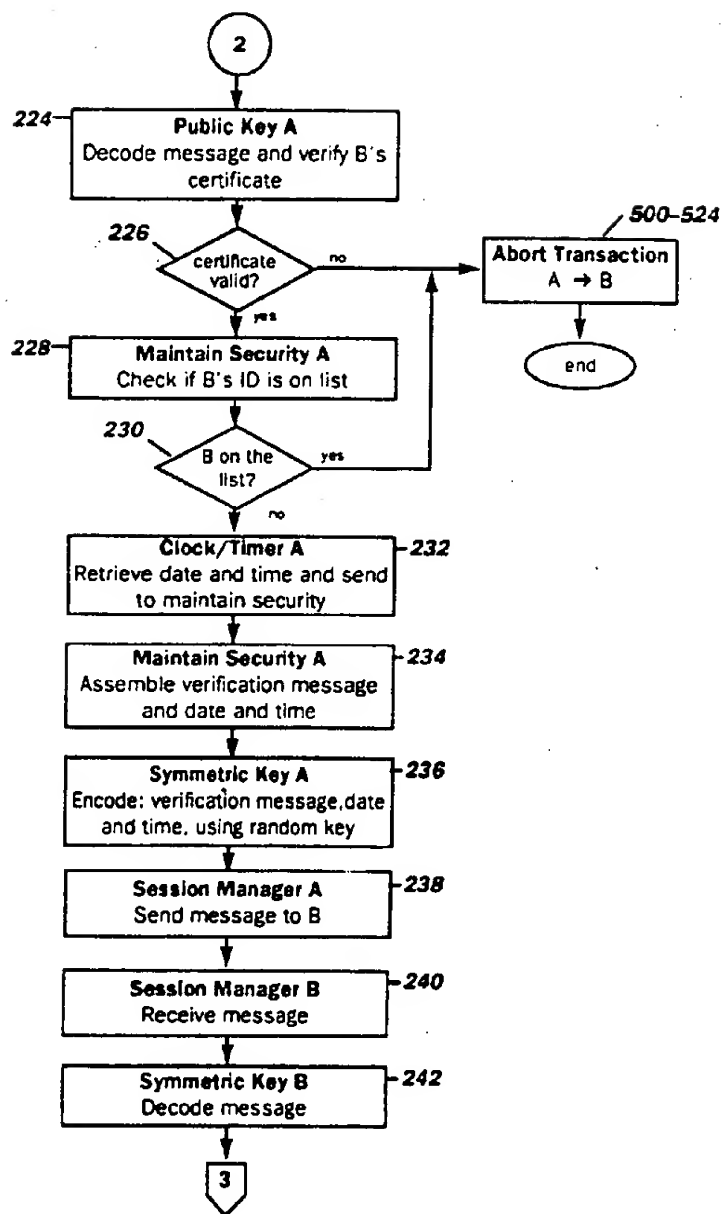 2
224
Public Key A
Decode message and verify B's
certificate
226
certificate
valid?
no
yes
500-524
Abort Transaction
A → B
end
228
Maintain Security A
Check if B's ID is on list
230
B on the
list?
yes
no
Clock/Timer A
Retrieve date and time and send
to maintain security
232
Maintain Security A
Assemble verification message
and date and time
234
Symmetric Key A
Encode: verification message,date
and time, using random key
236
Session Manager A
Send message to B
238
Session Manager B
Receive message
240
Symmetric Key B
Decode message
242
3